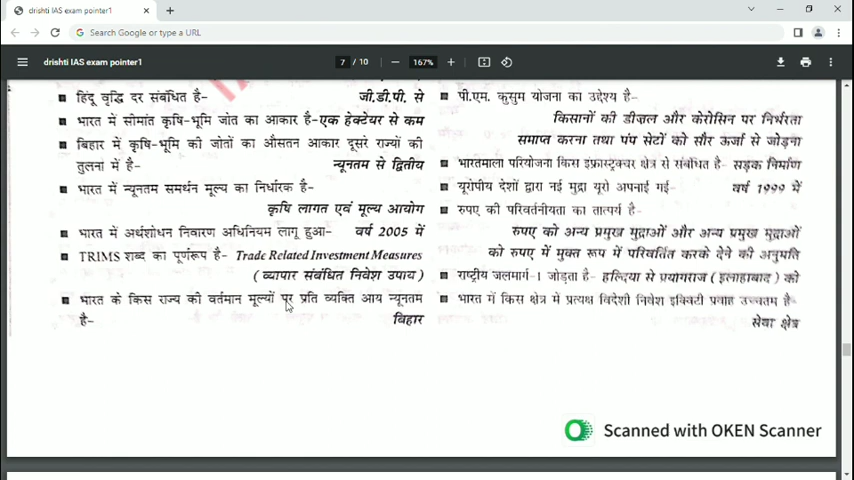 drishti IAS exam pointer1
Search Google or type a URL
drishti IAS exam pointer1
7 / 10
167%
हिंदू वृद्धि दर संबंधित है- जी.डी.पी. से
भारत में सीमांत कृषि-भूमि जोत का आकार है-एक हेक्टेयर से कम
बिहार में कृषि-भूमि की जोतों का औसतन आकार दूसरे राज्यों की
तुलना में है- न्यूनतम से द्वितीय
भारत में न्यूनतम समर्थन मूल्य का निर्धारक है-
कृषि लागत एवं मूल्य आयोग
भारत में अर्थशोधन निवारण अधिनियम लागू हुआ- वर्ष 2005 में
TRIMS शब्द का पूर्णरूप है- Trade Related Investment Measures
(व्यापार संबंधित निवेश उपाय)
भारत के किस राज्य की वर्तमान मूल्यों पर प्रति व्यक्ति आय न्यूनतम
है- बिहार
पी.एम. कुसुम योजना का उद्देश्य है-
किसानों की डीज़ल और केरोसिन पर निर्भरता
समाप्त करना तथा पंप सेटों को सौर ऊर्जा से जोड़ना
भारतमाला परियोजना किस इंफ्रास्ट्रक्चर क्षेत्र से संबंधित है- सड़क निर्माण
यूरोपीय देशों द्वारा नई मुद्रा यूरो अपनाई गई- वर्ष 1999 में
रुपए की परिवर्तनीयता का तात्पर्य है-
रुपए को अन्य प्रमुख मुद्राओं और अन्य प्रमुख मुद्राओं
को रुपए में मुक्त रूप में परिवर्तित करके देने की अनुमति
राष्ट्रीय जलमार्ग-1 जोड़ता है- हल्दिया से प्रयागराज (इलाहाबाद) को
भारत में किस क्षेत्र में प्रत्यक्ष विदेशी निवेश इक्विटी प्रवाह उच्चतम है-
सेवा क्षेत्र
Scanned with OKEN Scanner